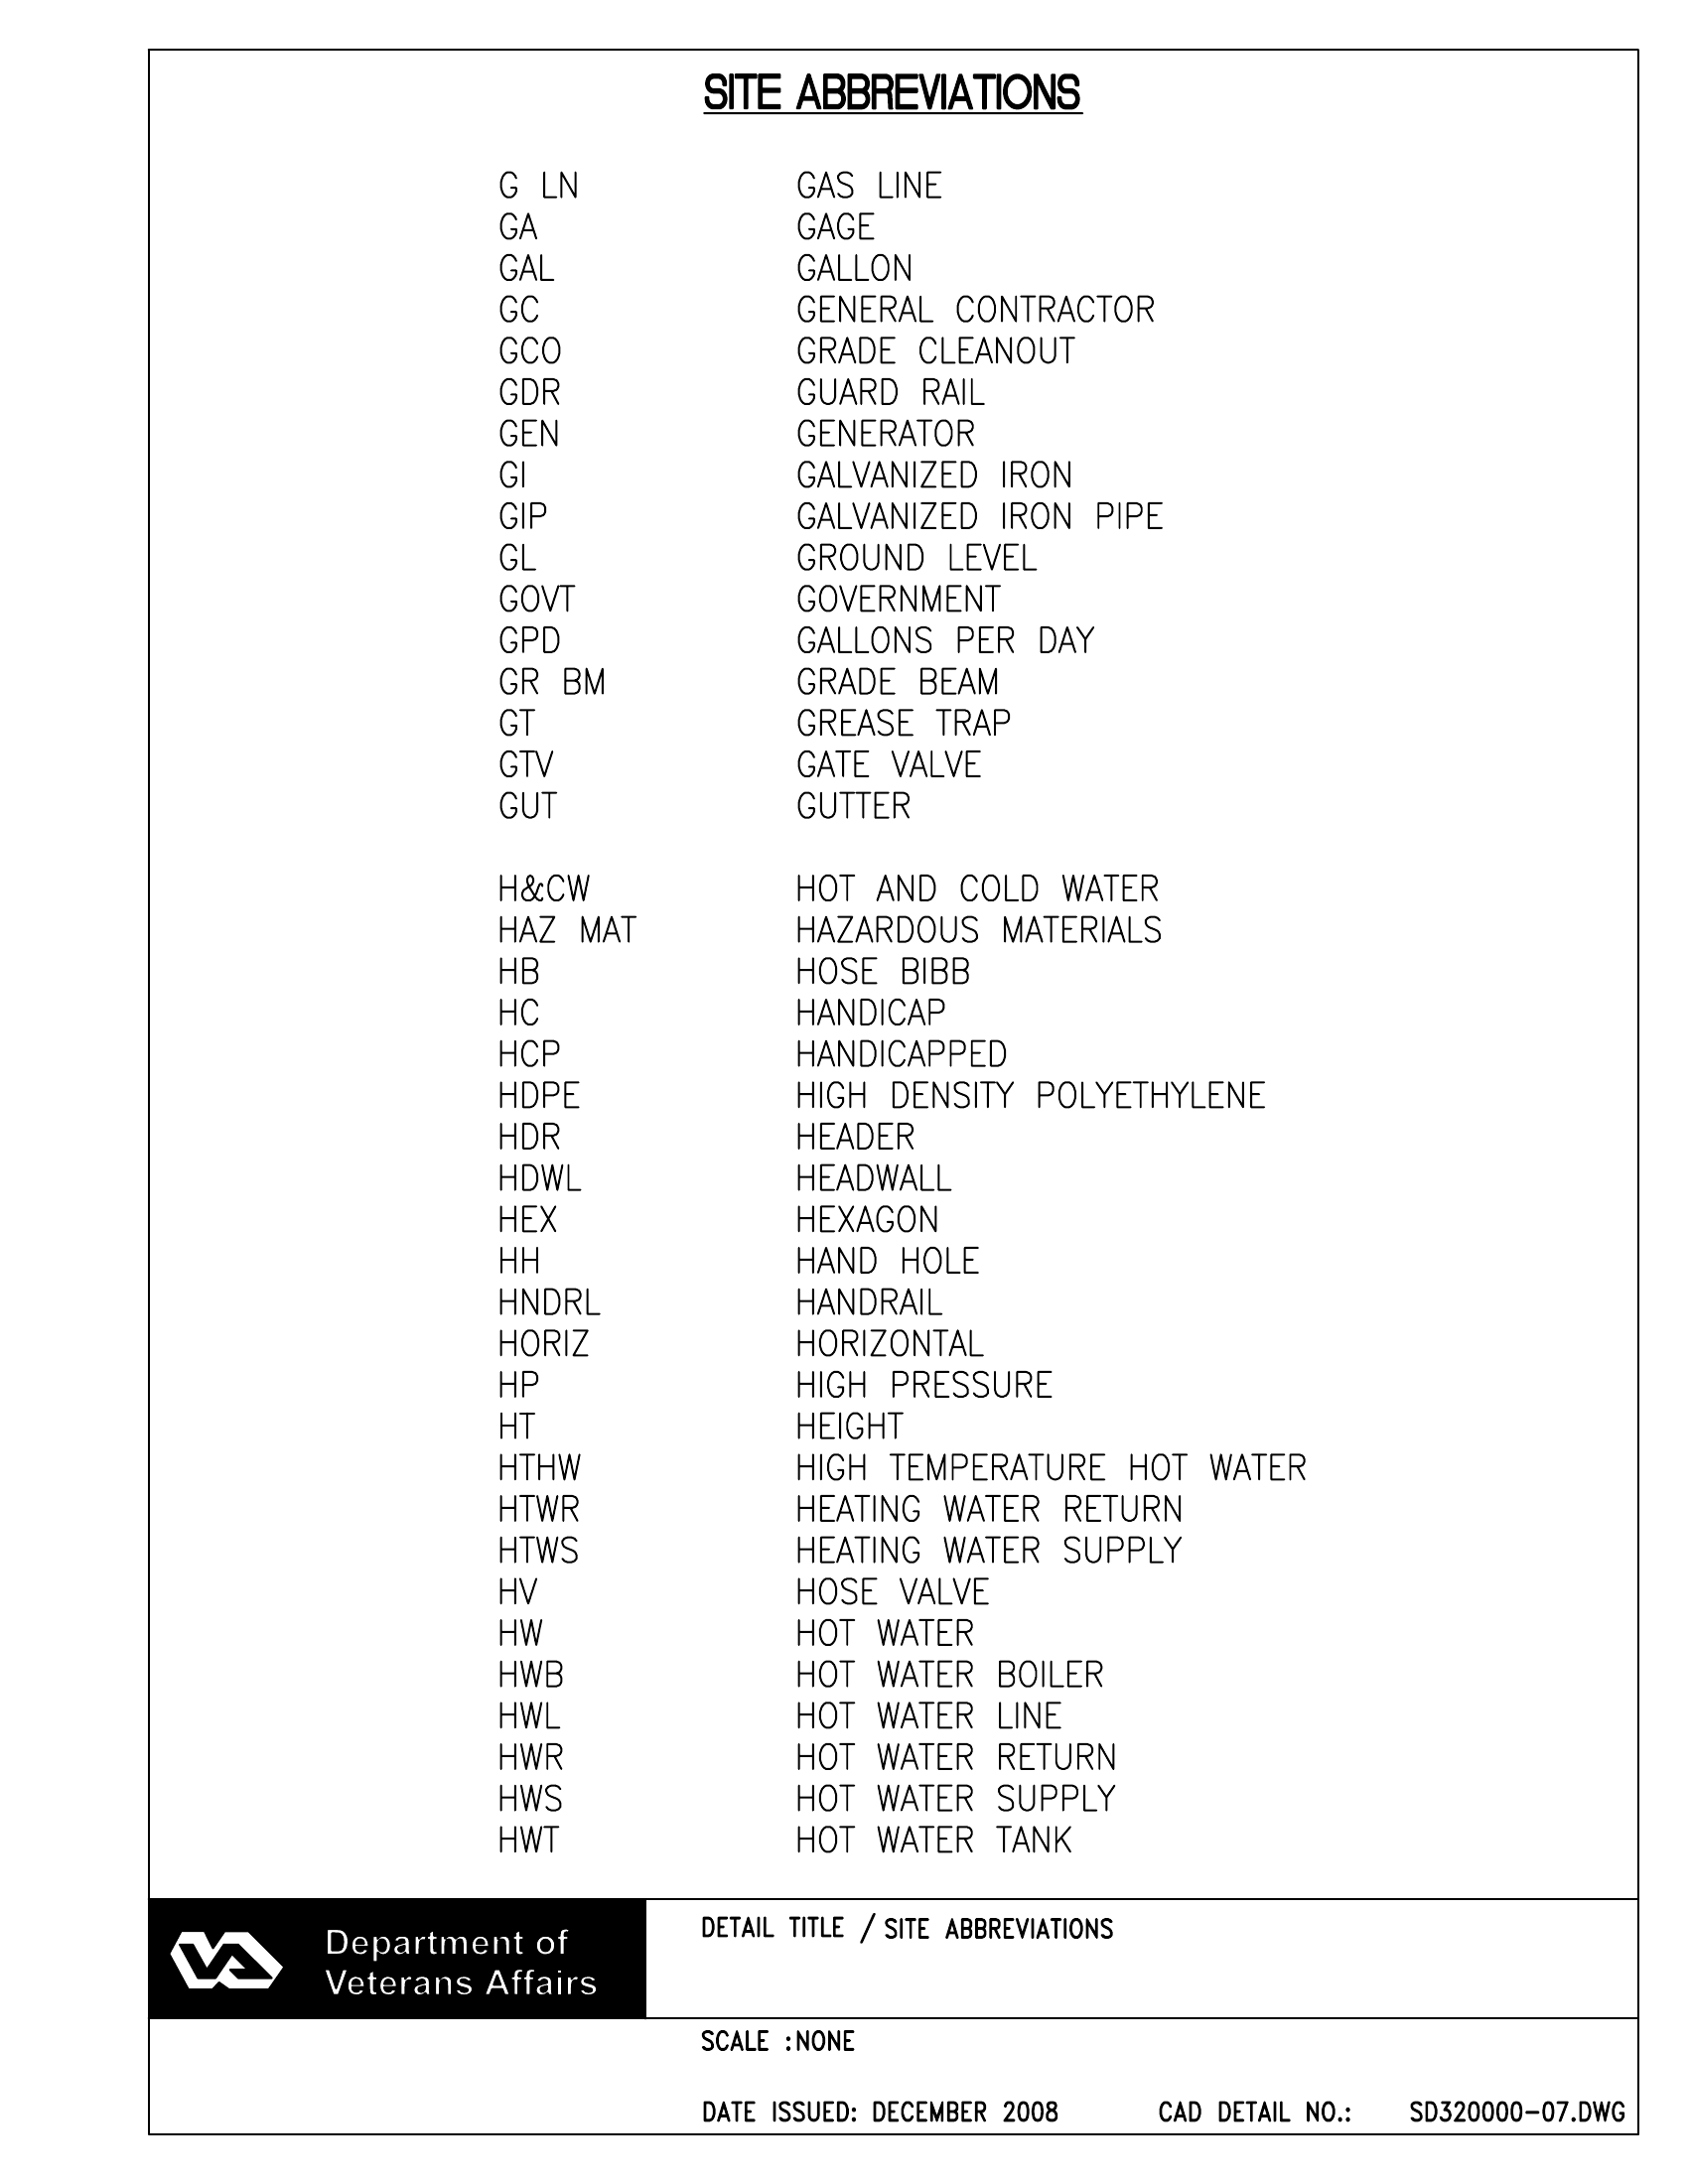 SITE ABBREVIATIONS
G LN GAS LINE
GA GAGE
GAL GALLON
GC GENERAL CONTRACTOR
GCO GRADE CLEANOUT
GDR GUARD RAIL
GEN GENERATOR
GI GALVANIZED IRON
GIP GALVANIZED IRON PIPE
GL GROUND LEVEL
GOVT GOVERNMENT
GPD GALLONS PER DAY
GR BM GRADE BEAM
GT GREASE TRAP
GTV GATE VALVE
GUT GUTTER
H&CW HOT AND COLD WATER
HAZ MAT HAZARDOUS MATERIALS
HB HOSE BIBB
HC HANDICAP
HCP HANDICAPPED
HDPE HIGH DENSITY POLYETHYLENE
HDR HEADER
HDWL HEADWALL
HEX HEXAGON
HH HAND HOLE
HNDRL HANDRAIL
HORIZ HORIZONTAL
HP HIGH PRESSURE
HT HEIGHT
HTHW HIGH TEMPERATURE HOT WATER
HTWR HEATING WATER RETURN
HTWS HEATING WATER SUPPLY
HV HOSE VALVE
HW HOT WATER
HWB HOT WATER BOILER
HWL HOT WATER LINE
HWR HOT WATER RETURN
HWS HOT WATER SUPPLY
HWT HOT WATER TANK
Department of
Veterans Affairs
DETAIL TITLE / SITE ABBREVIATIONS
SCALE :NONE
DATE ISSUED: DECEMBER 2008 CAD DETAIL NO.: SD320000-07.DWG